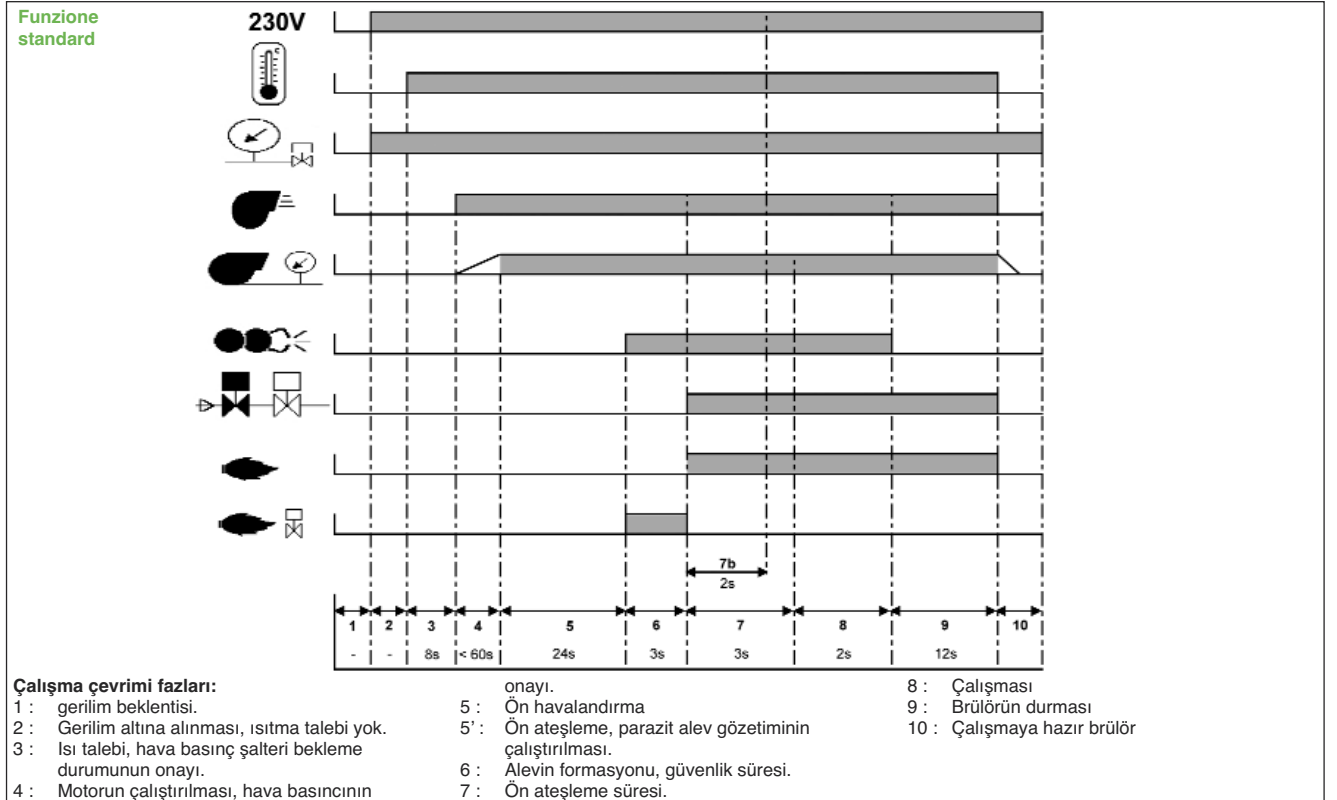 Funzione
standard
230V
°C
7b
2s
1 2 3 4 5 6 7 8 9 10
- - 8s < 60s 24s 3s 3s 2s 12s
Çalışma çevrimi fazları:
1 : gerilim beklentisi.
2 : Gerilim altına alınması, ısıtma talebi yok.
3 : Isı talebi, hava basınç şalteri bekleme
durumunun onayı.
4 : Motorun çalıştırılması, hava basıncının
onayı.
5 : Ön havalandırma
5' : Ön ateşleme, parazit alev gözetiminin
çalıştırılması.
6 : Alevin formasyonu, güvenlik süresi.
7 : Ön ateşleme süresi.
8 : Çalışması
9 : Brülörün durması
10 : Çalışmaya hazır brülör